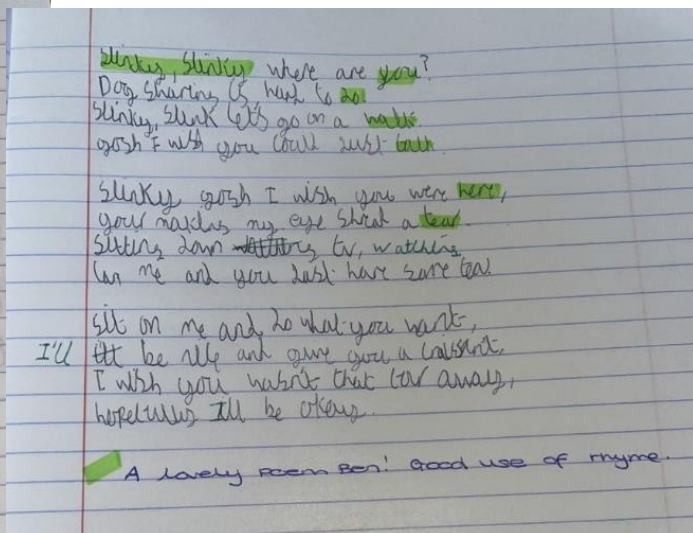 Slinky, Slinky where are you?
Dog sharing is hard to do
Slinky, Slink let's go on a walk
gosh I wish you could just talk
Slinky gosh I wish you were here,
your making my eye shed a tear.
Sitting down tv, watching
Can me and you just have some tea.
Sit on me and do what you want,
I'll be nice and give you a croissant.
I wish you wasn't that far away,
hopefully I'll be okay.
A lovely poem Ben! Good use of rhyme.